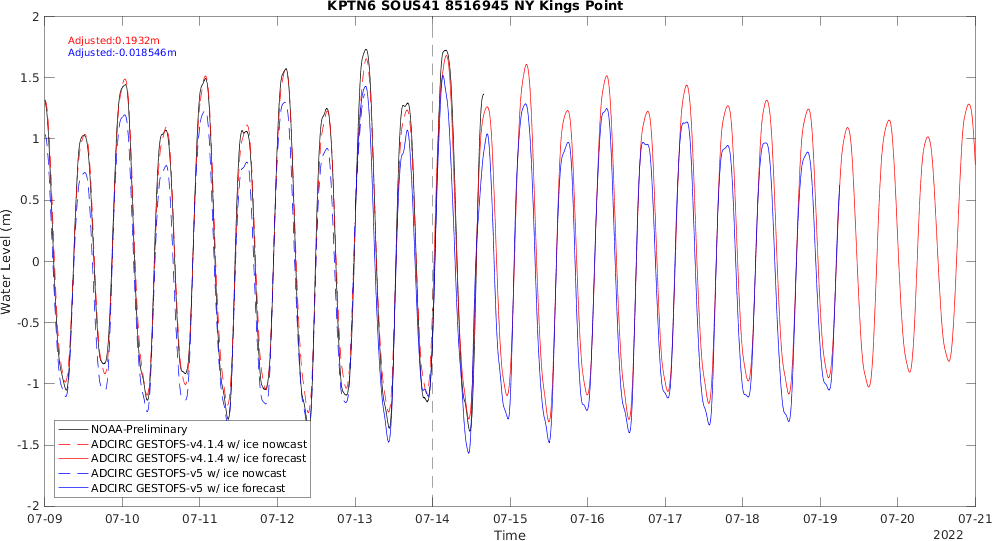 KPTN6 SOUS41 8516945 NY Kings Point
Adjusted:0.1932m
Adjusted:-0.018546m
2
1.5
1
0.5
0
-0.5
-1
-1.5
-2
Water Level (m)
NOAA-Preliminary
ADCIRC GESTOFS-v4.1.4 w/ ice nowcast
ADCIRC GESTOFS-v4.1.4 w/ ice forecast
ADCIRC GESTOFS-v5 w/ ice nowcast
ADCIRC GESTOFS-v5 w/ ice forecast
07-09 07-10 07-11 07-12 07-13 07-14 07-15 07-16 07-17 07-18 07-19 07-20 07-21
Time
2022